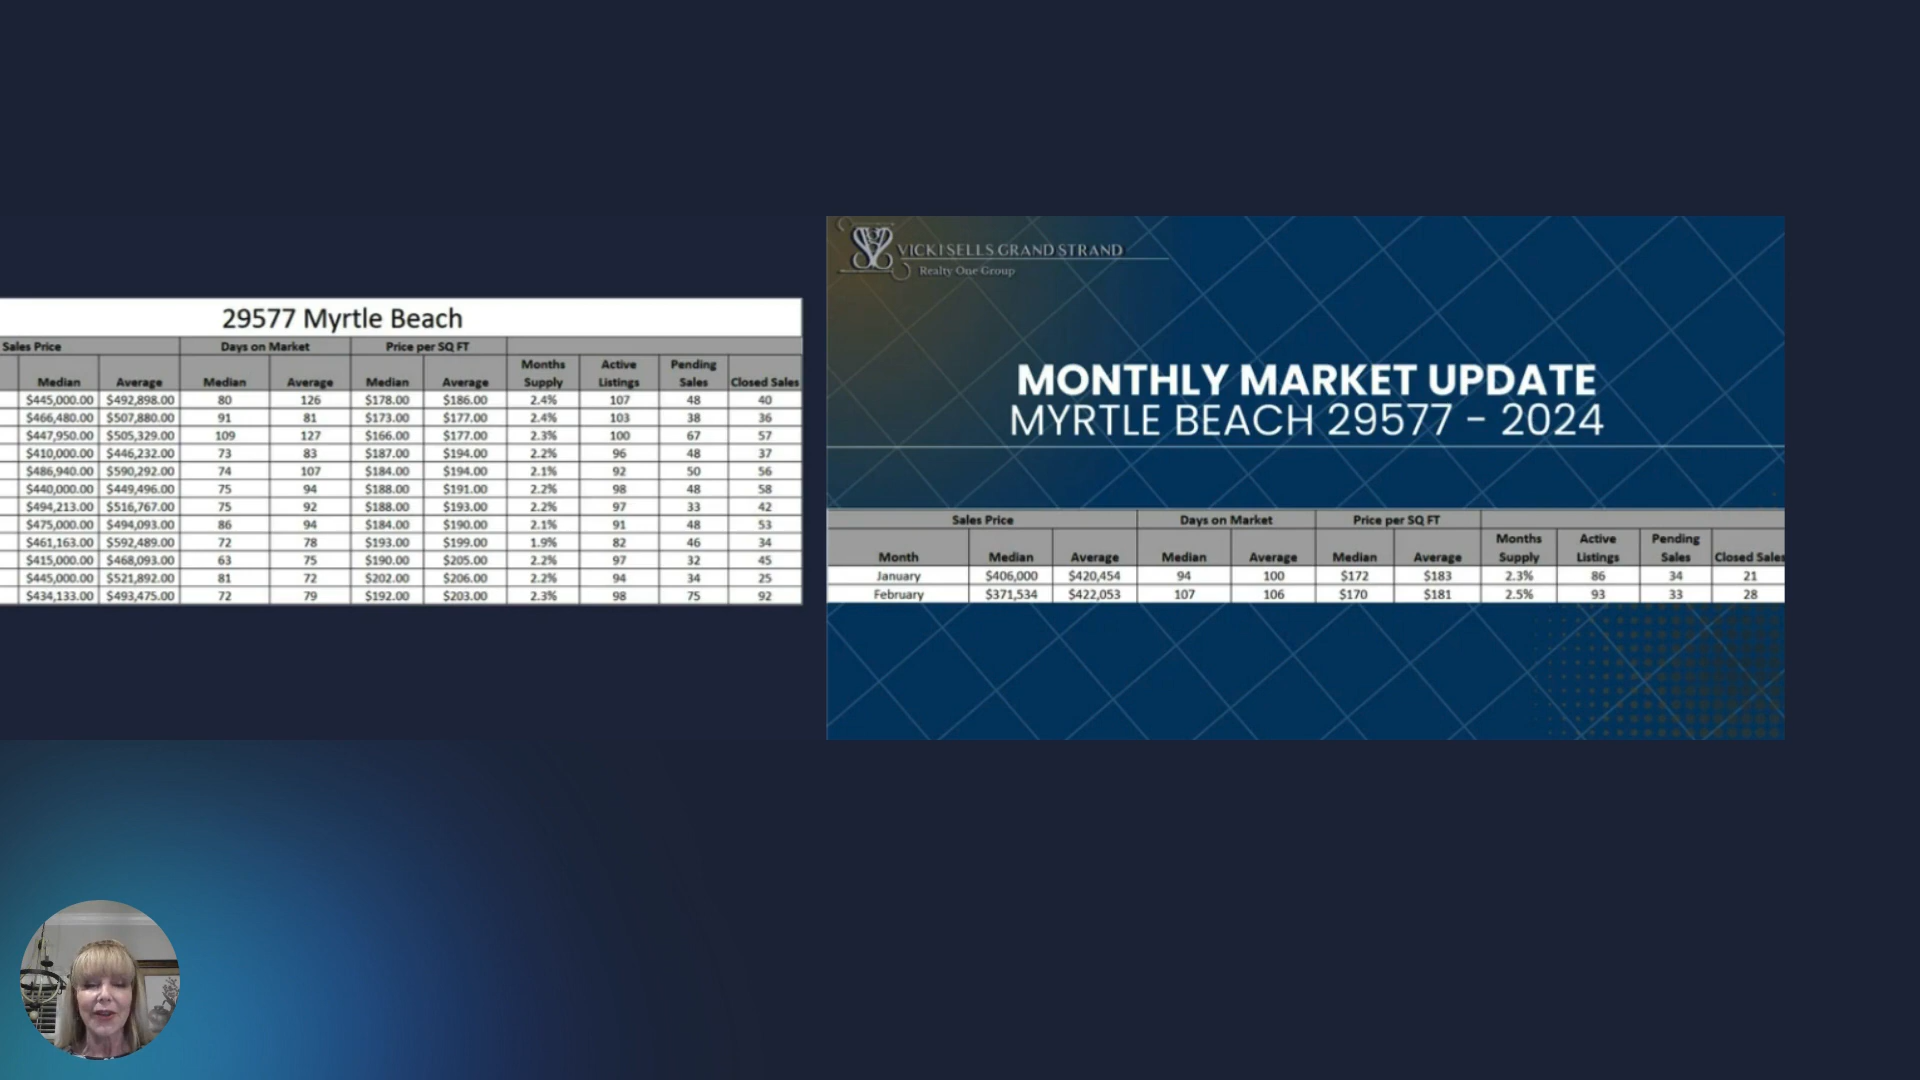 29577 Myrtle Beach
Sales Price Days on Market Price per SQ FT
Median Average Median Average Median Average Months Supply Active Listings Pending Sales Closed Sales
$445,000.00 $492,898.00 80 126 $178.00 $186.00 2.4% 107 48 40
$466,480.00 $507,880.00 91 81 $173.00 $177.00 2.4% 103 38 36
$447,950.00 $505,329.00 109 127 $166.00 $177.00 2.3% 100 67 57
$410,000.00 $446,232.00 73 83 $187.00 $194.00 2.2% 96 48 37
$486,940.00 $590,292.00 74 107 $184.00 $194.00 2.1% 92 50 56
$440,000.00 $449,496.00 75 94 $188.00 $191.00 2.2% 98 48 58
$494,213.00 $516,767.00 75 92 $188.00 $193.00 2.2% 97 33 42
$475,000.00 $494,093.00 86 94 $184.00 $190.00 2.1% 91 48 53
$461,163.00 $592,489.00 72 78 $193.00 $199.00 1.9% 82 46 34
$415,000.00 $468,093.00 63 75 $190.00 $205.00 2.2% 97 32 45
$445,000.00 $521,892.00 81 72 $202.00 $206.00 2.2% 94 34 25
$434,133.00 $493,475.00 72 79 $192.00 $203.00 2.3% 98 75 92
VICKI SELLS GRAND STRAND
Realty One Group
MONTHLY MARKET UPDATE
MYRTLE BEACH 29577 - 2024
Sales Price Days on Market Price per SQ FT
Month Median Average Median Average Median Average Months Supply Active Listings Pending Sales Closed Sales
January $406,000 $420,454 94 100 $172 $183 2.3% 86 34 21
February $371,534 $422,053 107 106 $170 $181 2.5% 93 33 28